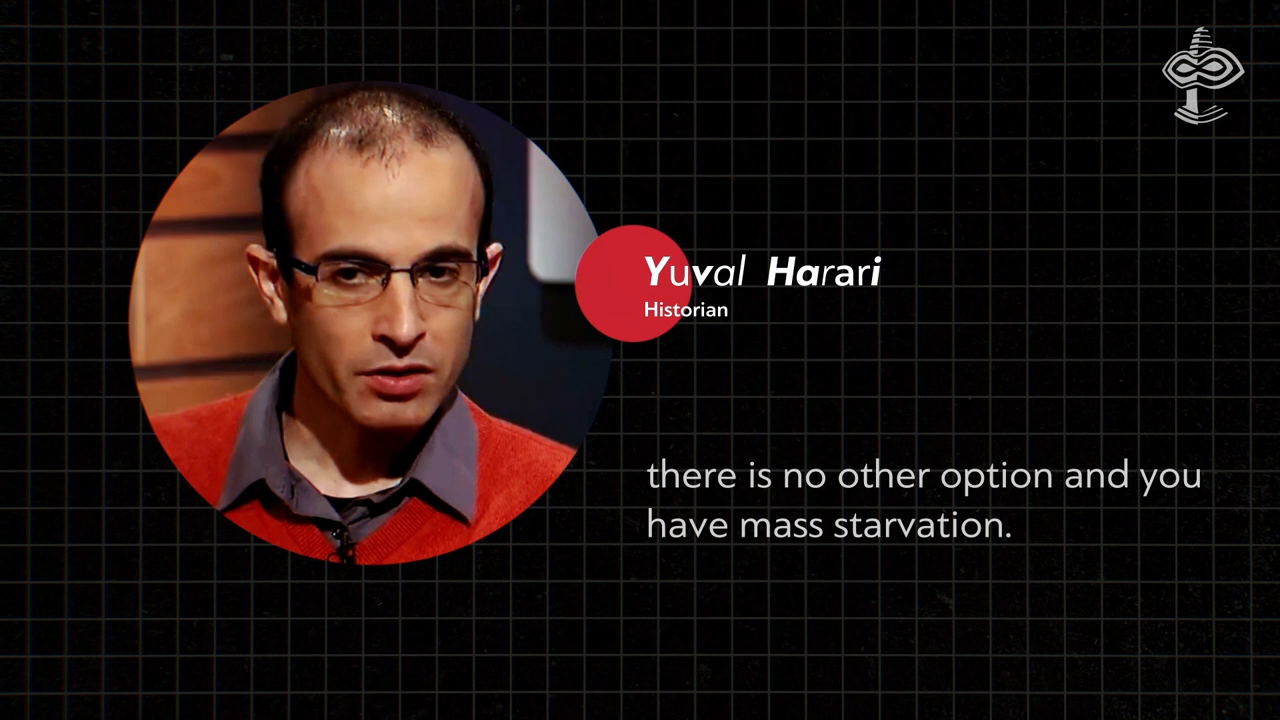 Yuval Harari
Historian
there is no other option and you
have mass starvation.